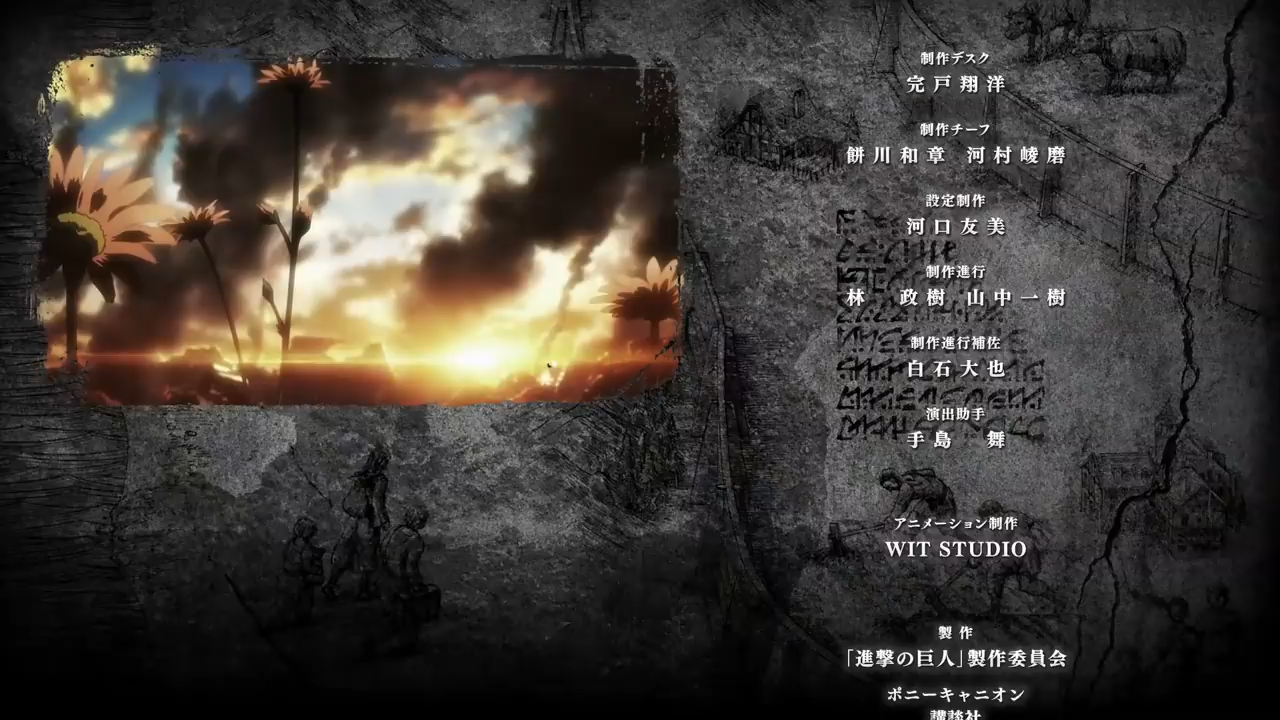 制作デスク
宍戸翔洋
制作チーフ
餅川和章 河村崚磨
設定制作
河口友美
制作進行
林 政樹 山中一樹
制作進行補佐
白石大也
演出助手
手島 舞
アニメーション制作
WIT STUDIO
製作
「進撃の巨人」製作委員会
ポニーキャニオン
講談社